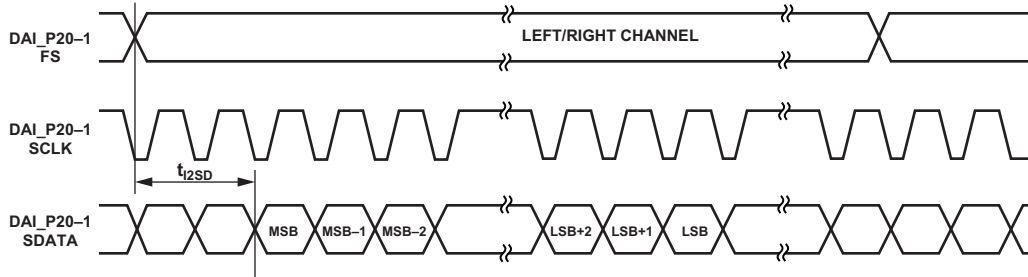 DAI_P20–1
FS
LEFT/RIGHT CHANNEL
DAI_P20–1
SCLK
tI2SD
DAI_P20–1
SDATA
MSB
MSB–1
MSB–2
LSB+2
LSB+1
LSB